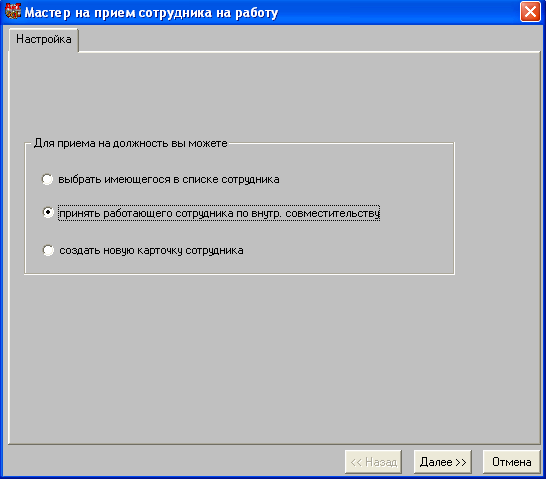 Мастер на прием сотрудника на работу
Настройка
Для приема на должность вы можете
выбрать имеющегося в списке сотрудника
принять работающего сотрудника по внутр. совместительству
создать новую карточку сотрудника
<< Назад Далее >> Отмена